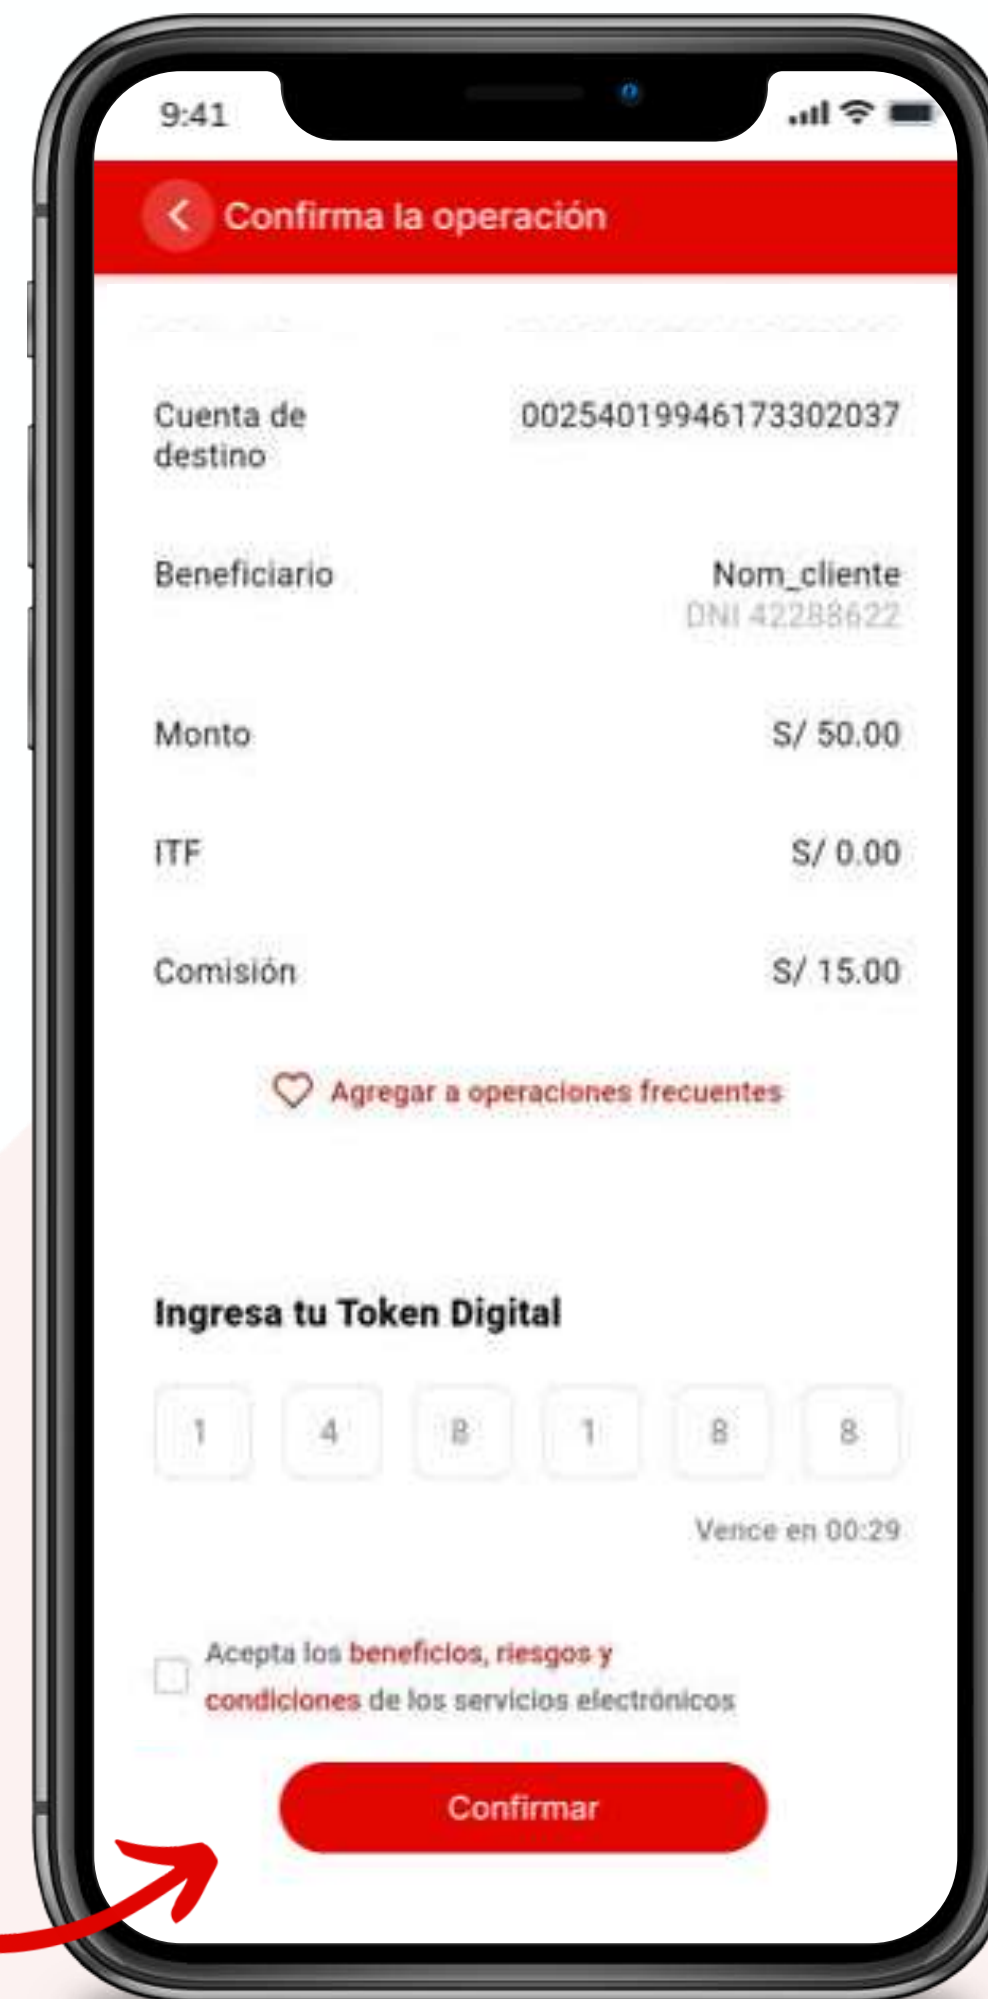 9:41
Confirma la operación
Cuenta de destino
00254019946173302037
Beneficiario
Nom_cliente
DNI 42288622
Monto
S/ 50.00
ITF
S/ 0.00
Comisión
S/ 15.00
Agregar a operaciones frecuentes
Ingresa tu Token Digital
1 4 8 1 8 8
Vence en 00:29
Acepta los beneficios, riesgos y
condiciones de los servicios electrónicos
Confirmar